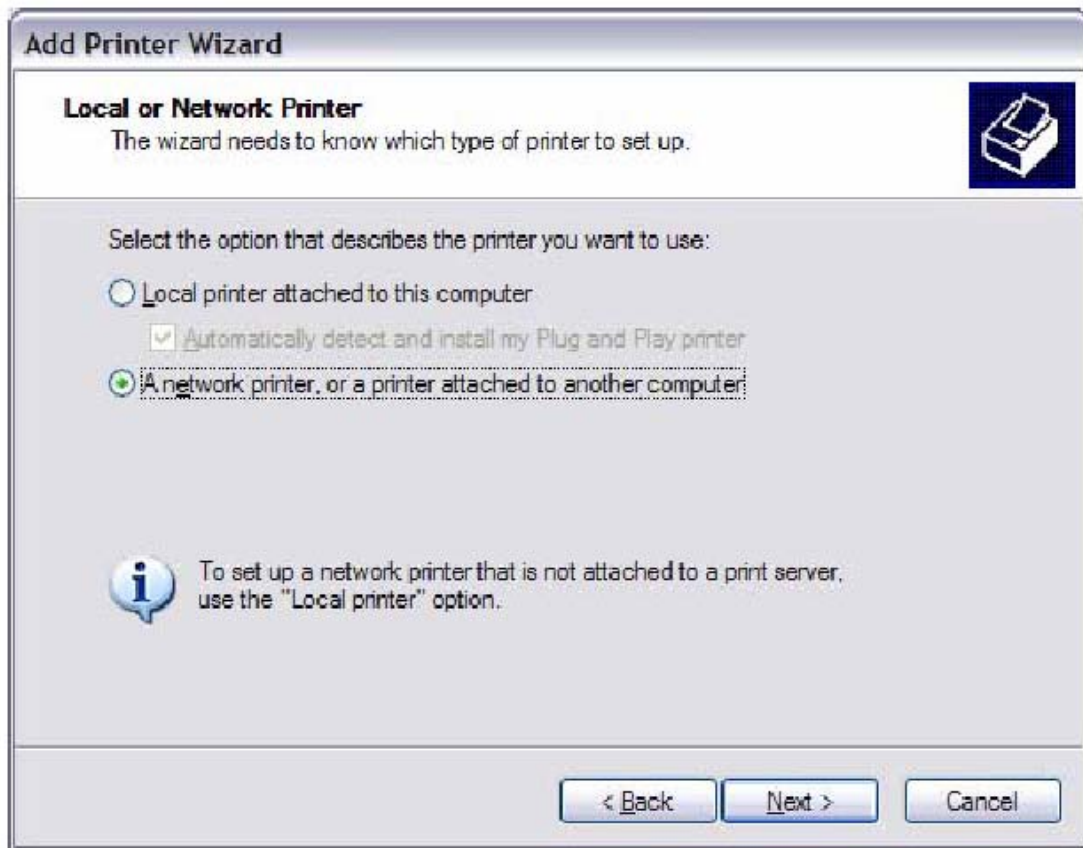 Add Printer Wizard
Local or Network Printer
The wizard needs to know which type of printer to set up.
Select the option that describes the printer you want to use:
Local printer attached to this computer
Automatically detect and install my Plug and Play printer
A network printer, or a printer attached to another computer
To set up a network printer that is not attached to a print server,
use the "Local printer" option.
< Back Next > Cancel